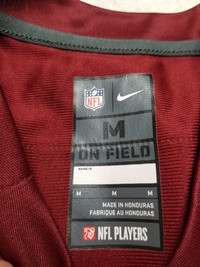 NFL
M
ON FIELD
M M M
MADE IN HONDURAS
FABRIQUÉ AU HONDURAS
NFL PLAYERS